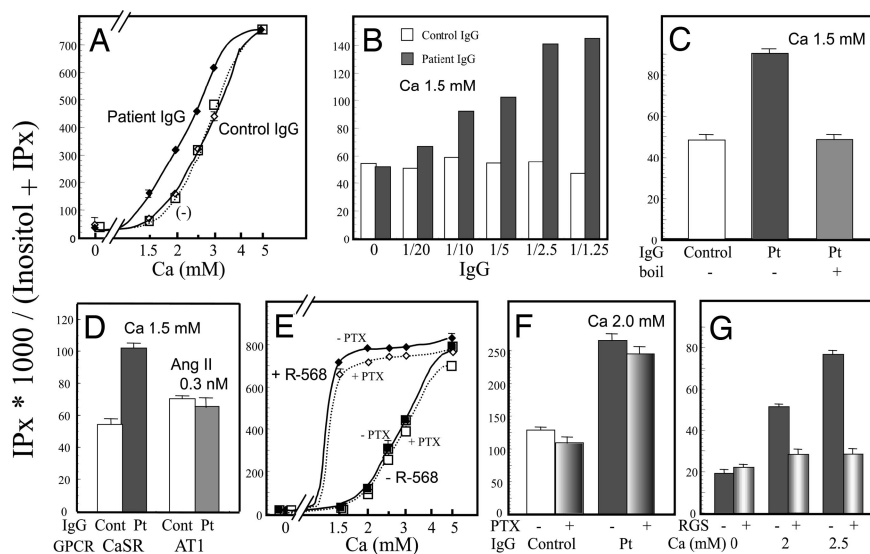 IPx * 1000 / (Inositol + IPx)
A
700
600
500
400
300
200
100
0
Patient IgG
Control IgG
(-)
0 1.5 2 3 4 5
Ca (mM)
B
Control IgG
Patient IgG
Ca 1.5 mM
140
120
100
80
60
40
20
0
0 1/20 1/10 1/5 1/2.5 1/1.25
IgG
C
Ca 1.5 mM
80
60
40
20
0
IgG Control Pt Pt
boil - - +
D
Ca 1.5 mM
Ang II
0.3 nM
120
100
80
60
40
20
0
IgG Cont Pt Cont Pt
GPCR CaSR AT1
E
800
600
400
200
0
- PTX
+ PTX
+ R-568
- PTX
+ PTX
- R-568
0 1.5 2 3 4 5
Ca (mM)
F
Ca 2.0 mM
250
200
150
100
50
0
PTX - + - +
IgG Control Pt
G
100
80
60
40
20
0
RGS - + - + - +
Ca (mM) 0 2 2.5